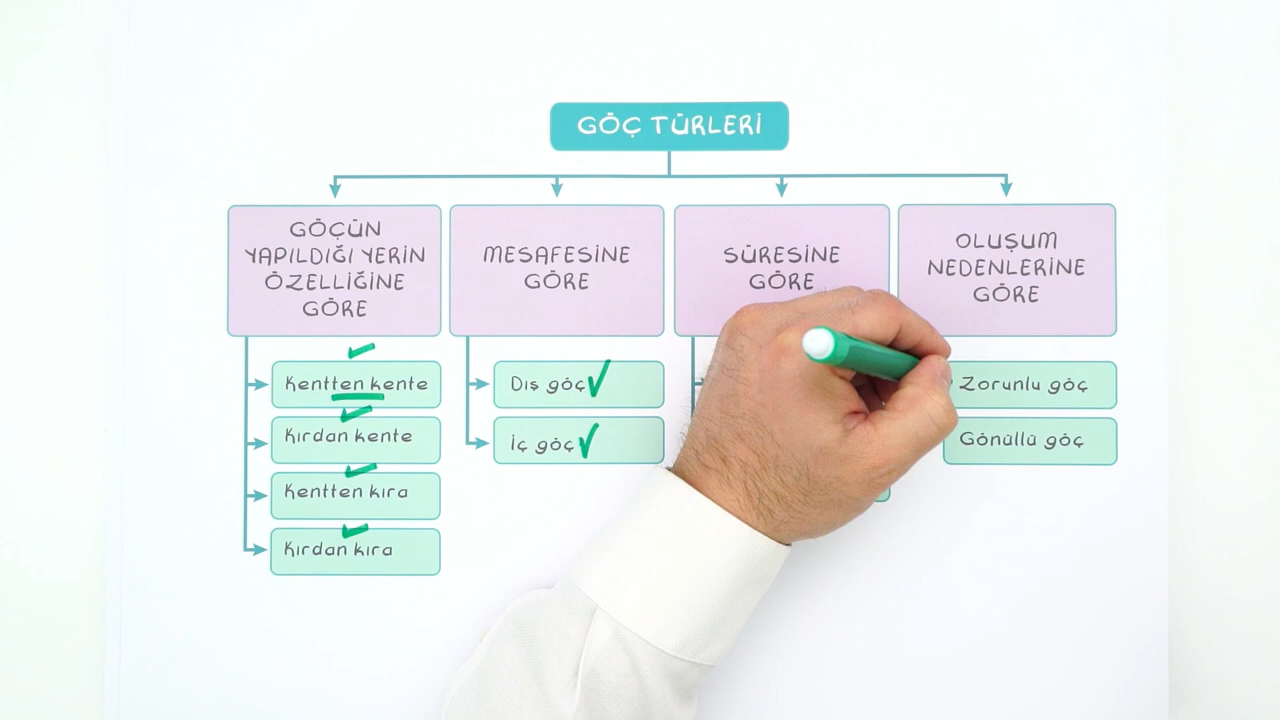 GÖÇ TÜRLERİ
GÖÇÜN
YAPILDIĞI YERİN
ÖZELLİĞİNE
GÖRE
Kentten kente
Kırdan kente
Kentten kıra
Kırdan kıra
MESAFESİNE
GÖRE
Dış göç
İç göç
SÜRESİNE
GÖRE
OLUŞUM
NEDENLERİNE
GÖRE
Zorunlu göç
Gönüllü göç